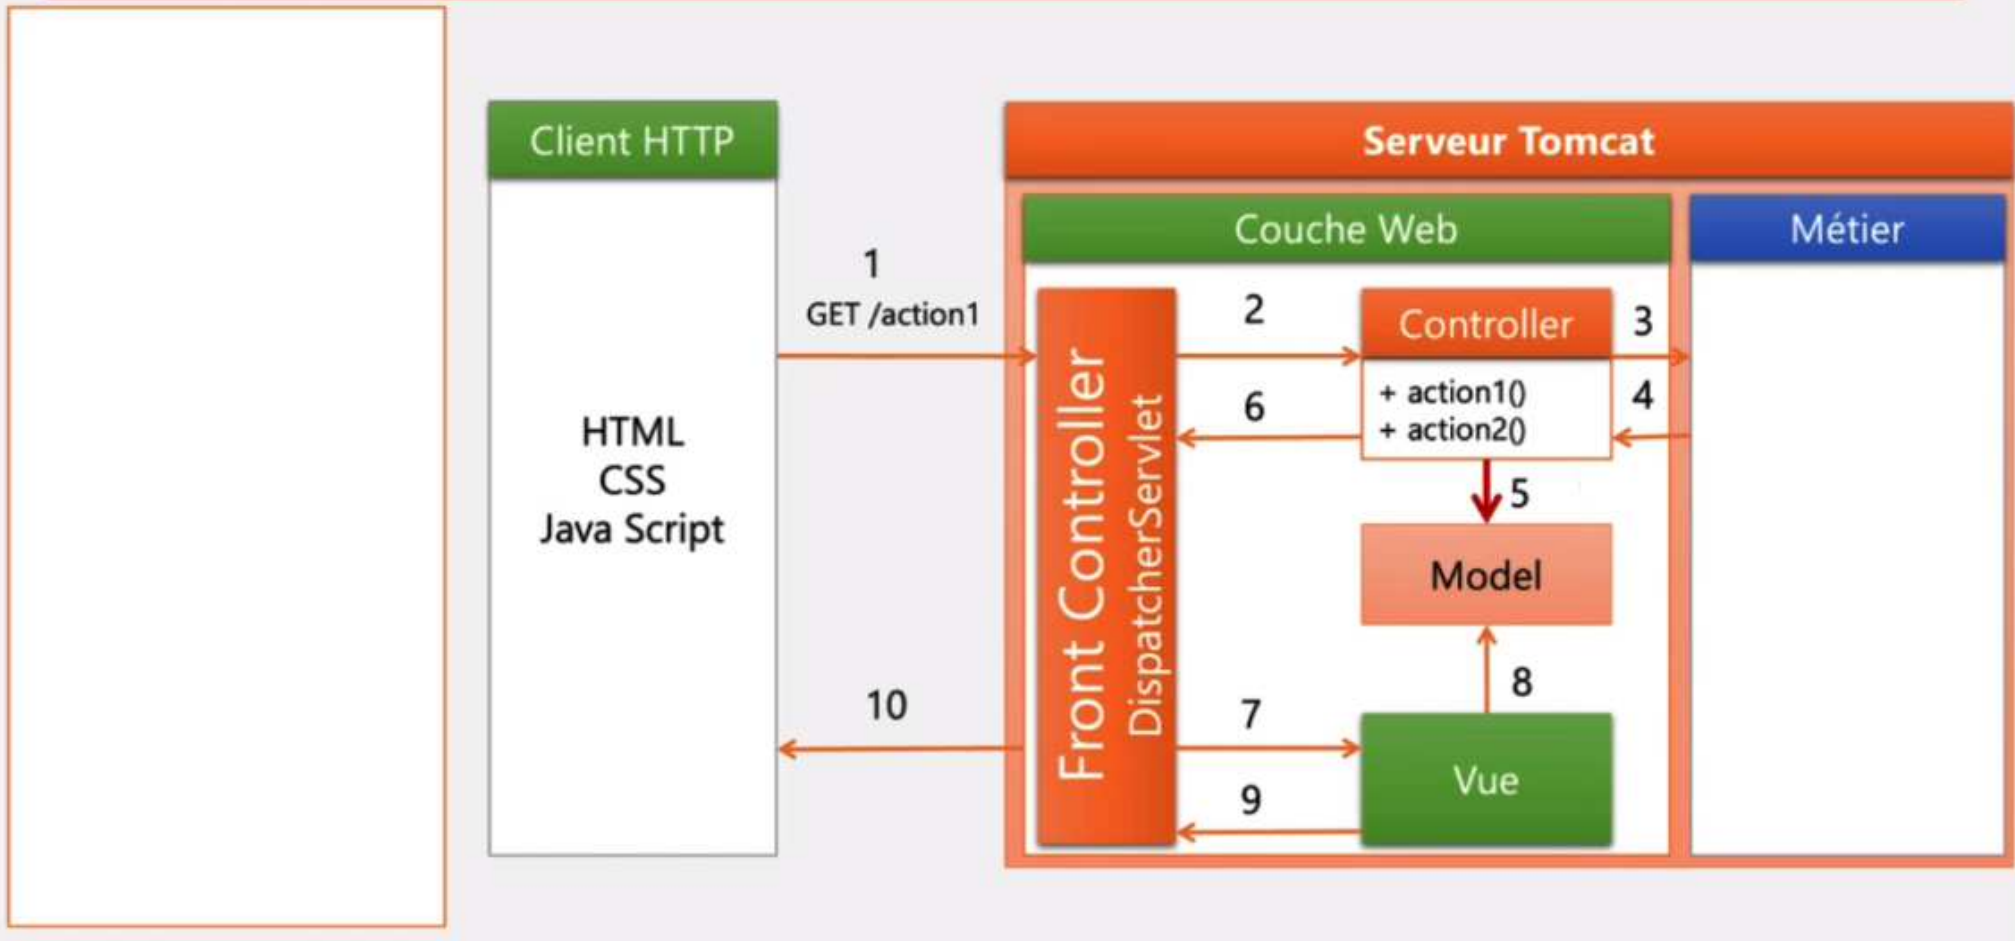 Client HTTP
HTML
CSS
Java Script
1
GET /action1
10
Serveur Tomcat
Couche Web
Front Controller
DispatcherServlet
2
6
7
9
Controller
+ action1()
+ action2()
3
4
5
Model
8
Vue
Métier